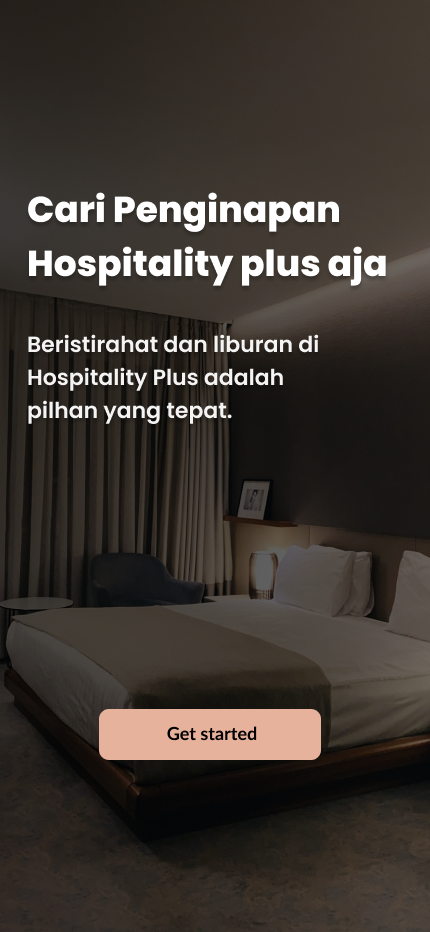 Cari Penginapan
Hospitality plus aja
Beristirahat dan liburan di
Hospitality Plus adalah
pilhan yang tepat.
Get started